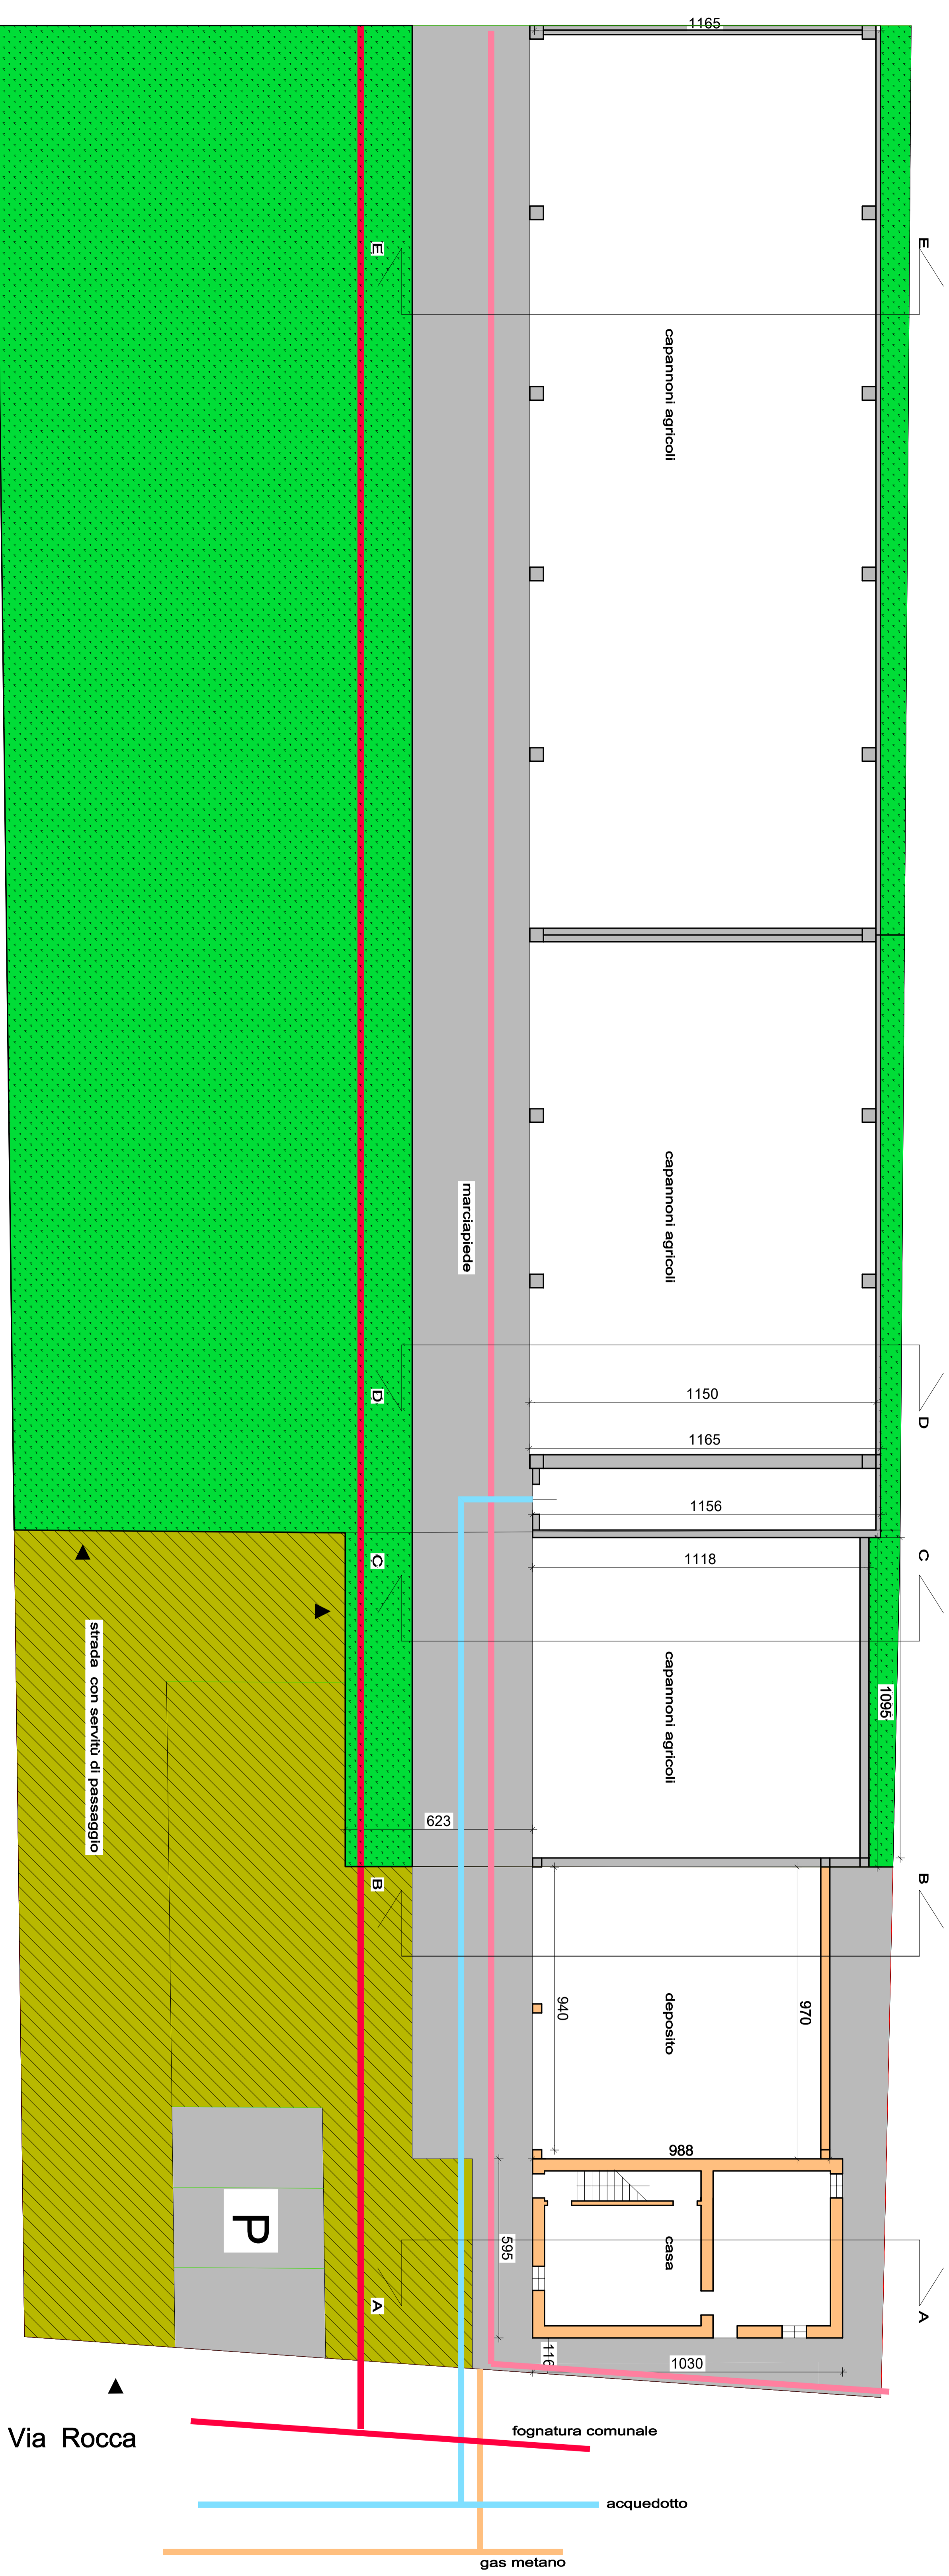 1165
E
E
capannoni agricoli
marciapiede
capannoni agricoli
1150
D
D
1165
1156
C
C
1118
strada con servitù di passaggio
capannoni agricoli
1095
623
B
B
940
deposito
970
988
P
595
casa
A
A
116
1030
Via Rocca
fognatura comunale
acquedotto
gas metano